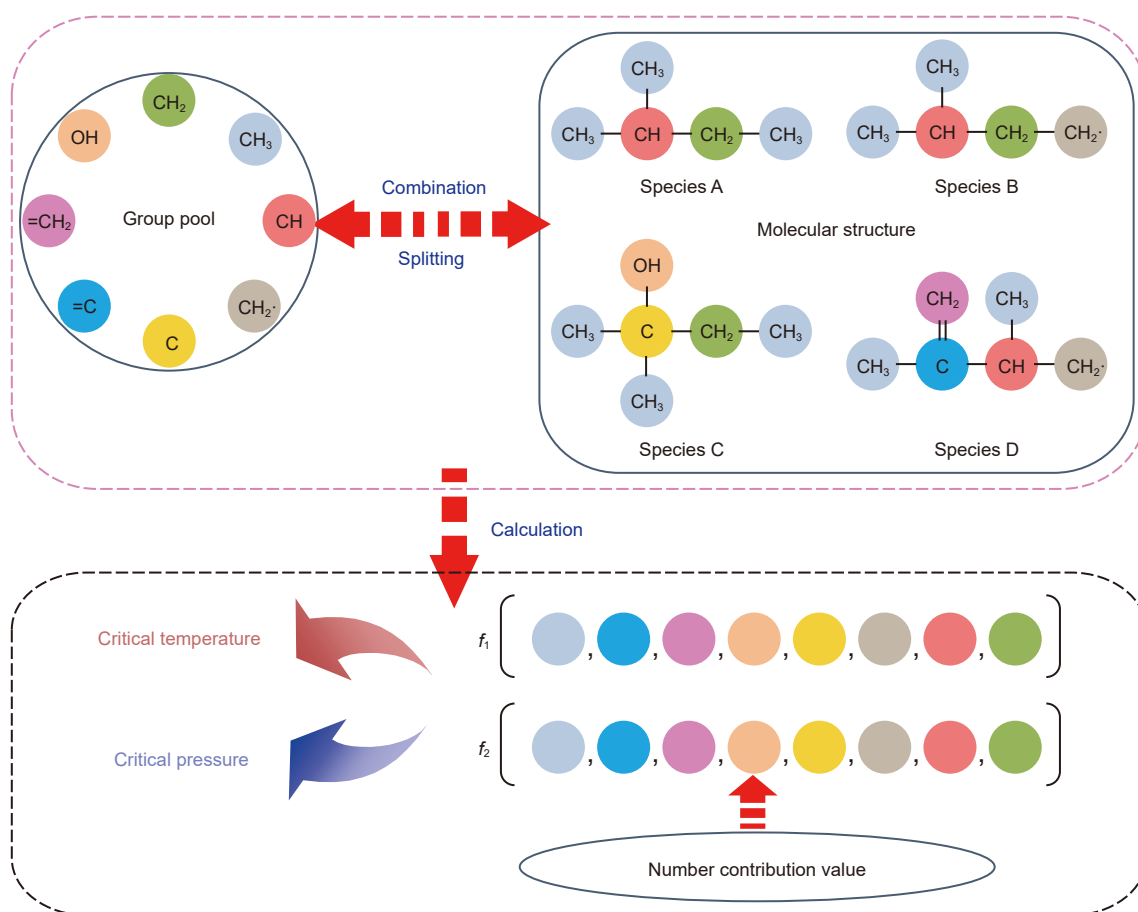 CH₂
OH
CH₃
=CH₂
Group pool
CH
=C
CH₂·
C
Combination
Splitting
CH₃
CH₃ CH CH₂ CH₃
Species A
CH₃
CH₃ CH CH₂ CH₂·
Species B
Molecular structure
OH
CH₃ C CH₂ CH₃
CH₃
Species C
CH₂ CH₃
CH₃ C CH CH₂·
Species D
Calculation
Critical temperature
f₁ ( , , , , , , , )
Critical pressure
f₂ ( , , , , , , , )
Number contribution value